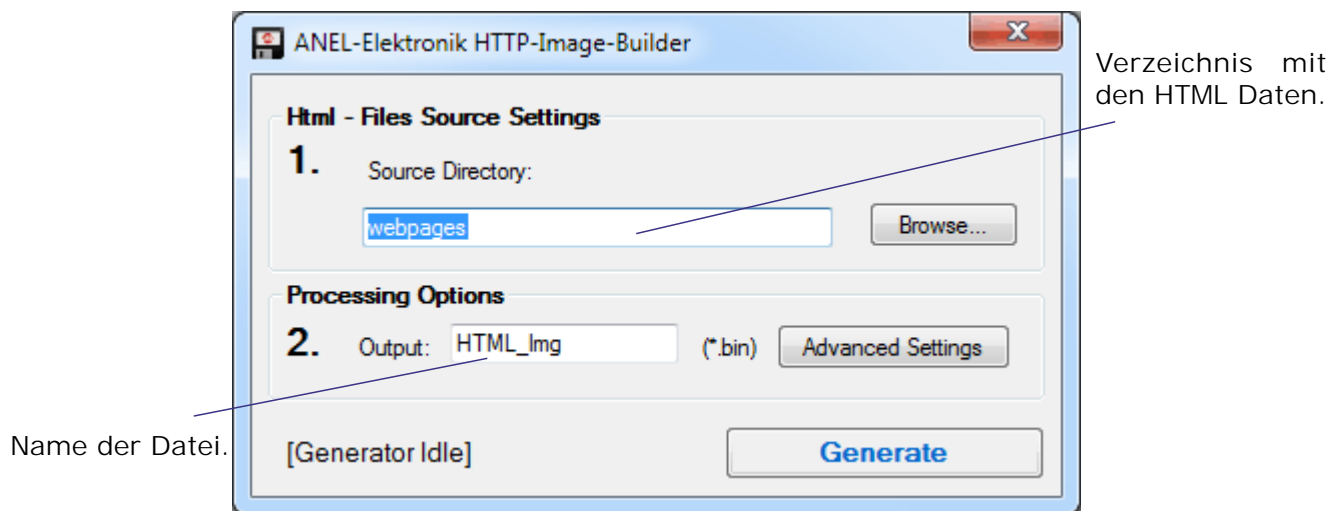 ANEL-Elektronik HTTP-Image-Builder
x
Verzeichnis mit
den HTML Daten.
Html - Files Source Settings
1.
Source Directory:
webpages
Browse...
Processing Options
2.
Output:
HTML_Img
(*.bin)
Advanced Settings
Name der Datei.
[Generator Idle]
Generate